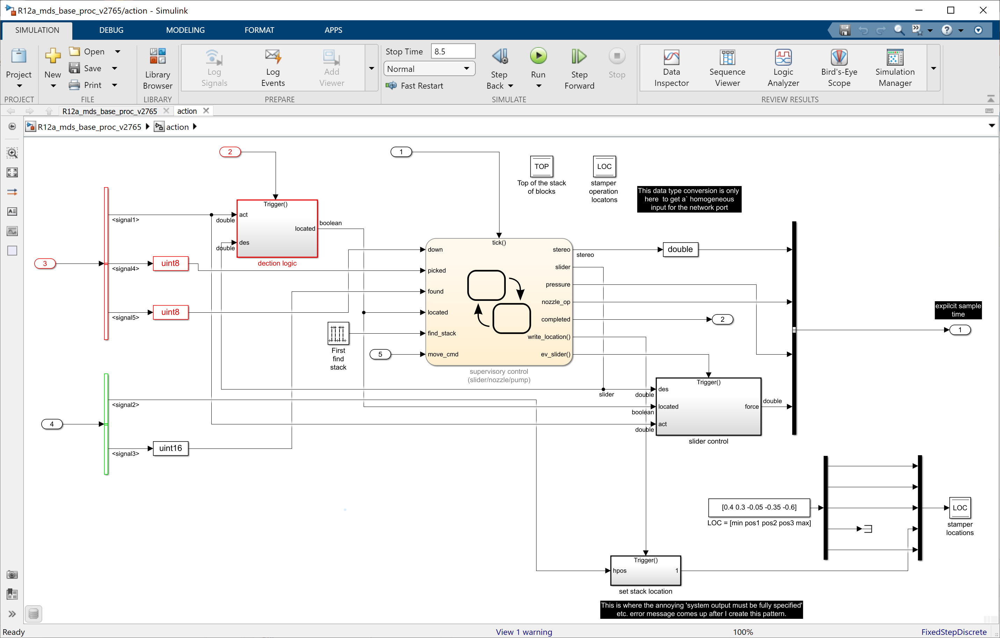 R12a_mds_base_proc_v2765/action - Simulink
SIMULATION
DEBUG
MODELING
FORMAT
APPS
Project
New
Open
Save
Print
Library
Browser
Log
Signals
Log
Events
Add
Viewer
Stop Time
8.5
Normal
Fast Restart
Step
Back
Run
Step
Forward
Stop
Data
Inspector
Sequence
Viewer
Logic
Analyzer
Bird's-Eye
Scope
Simulation
Manager
PROJECT
FILE
LIBRARY
PREPARE
SIMULATE
REVIEW RESULTS
R12a_mds_base_proc_v2765
action
R12a_mds_base_proc_v2765
action
2
1
TOP
Top of the stack
of blocks
LOC
stamper
operation
locatons
This data type conversion is only
here to get a` homogeneous
input for the network port
<signal1>
double
Trigger()
act
des
located
double
dection logic
boolean
3
<signal4>
uint8
<signal5>
uint8
First
find
stack
5
tick()
down
picked
found
located
find_stack
move_cmd
stereo
slider
pressure
nozzle_op
completed
write_location()
ev_slider()
supervisory control
(slider/nozzle/pump)
stereo
double
2
expilcit sample
time
1
4
<signal2>
<signal3>
uint16
slider
double
boolean
double
Trigger()
des
located
act
force
double
slider control
[0.4 0.3 -0.05 -0.35 -0.6]
LOC = [min pos1 pos2 pos3 max]
LOC
stamper
locations
Trigger()
hpos
1
set stack location
This is where the annoying 'system output must be fully specified'
etc. error message comes up after I create this pattern.
Ready
View 1 warning
100%
FixedStepDiscrete